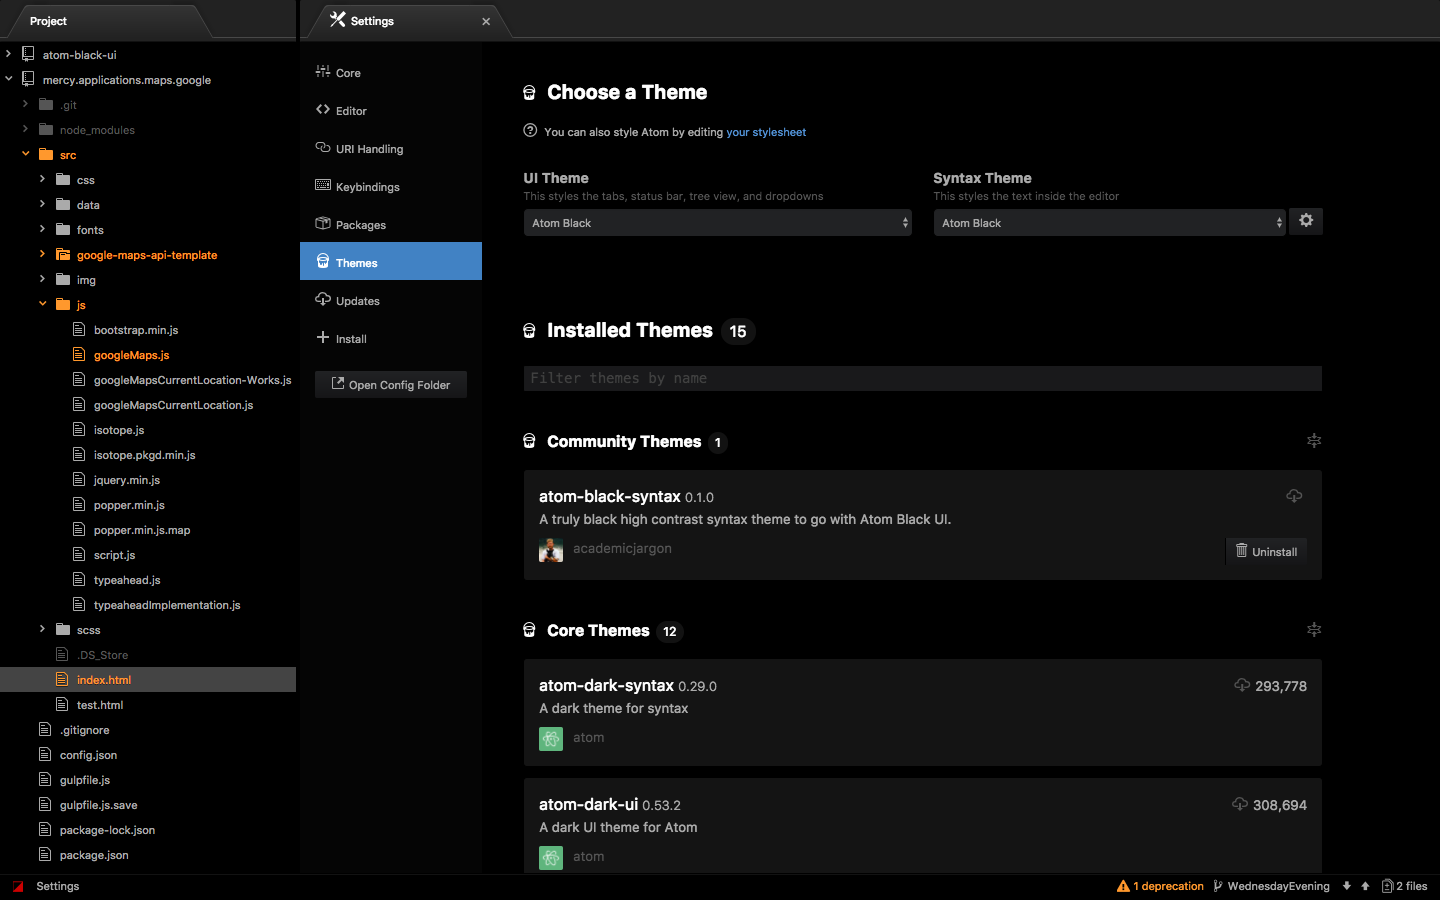 Project
atom-black-ui
mercy.applications.maps.google
.git
node_modules
src
css
data
fonts
google-maps-api-template
img
js
bootstrap.min.js
googleMaps.js
googleMapsCurrentLocation-Works.js
googleMapsCurrentLocation.js
isotope.js
isotope.pkgd.min.js
jquery.min.js
popper.min.js
popper.min.js.map
script.js
typeahead.js
typeaheadImplementation.js
scss
.DS_Store
index.html
test.html
.gitignore
config.json
gulpfile.js
gulpfile.js.save
package-lock.json
package.json
Settings
Core
Editor
URI Handling
Keybindings
Packages
Themes
Updates
Install
Open Config Folder
Choose a Theme
You can also style Atom by editing your stylesheet
UI Theme
This styles the tabs, status bar, tree view, and dropdowns
Atom Black
Syntax Theme
This styles the text inside the editor
Atom Black
Installed Themes 15
Filter themes by name
Community Themes 1
atom-black-syntax 0.1.0
A truly black high contrast syntax theme to go with Atom Black UI.
academicjargon
Uninstall
Core Themes 12
atom-dark-syntax 0.29.0
293,778
A dark theme for syntax
atom
atom-dark-ui 0.53.2
308,694
A dark UI theme for Atom
atom
Settings
1 deprecation
WednesdayEvening
2 files